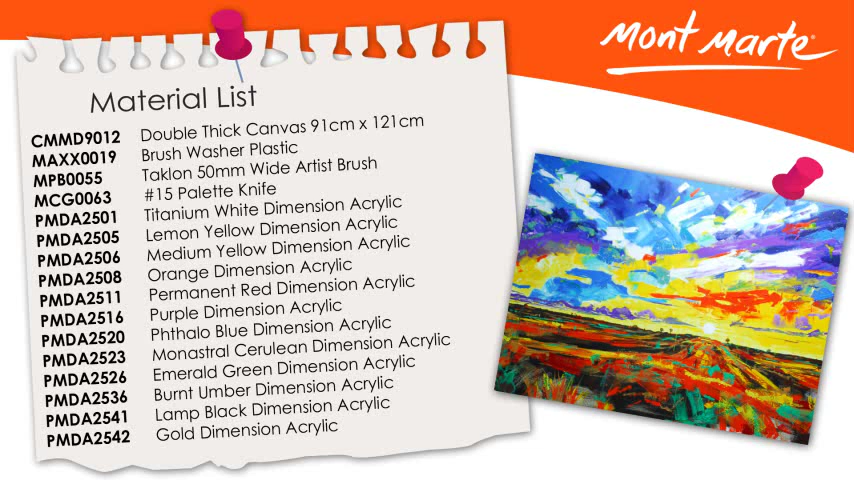 mont marte
Material List
CMMD9012 Double Thick Canvas 91cm x 121cm
MAXX0019 Brush Washer Plastic
MPB0055 Taklon 50mm Wide Artist Brush
MCG0063 #15 Palette Knife
PMDA2501 Titanium White Dimension Acrylic
PMDA2505 Lemon Yellow Dimension Acrylic
PMDA2506 Medium Yellow Dimension Acrylic
PMDA2508 Orange Dimension Acrylic
PMDA2511 Permanent Red Dimension Acrylic
PMDA2516 Purple Dimension Acrylic
PMDA2520 Phthalo Blue Dimension Acrylic
PMDA2523 Monastral Cerulean Dimension Acrylic
PMDA2526 Emerald Green Dimension Acrylic
PMDA2536 Burnt Umber Dimension Acrylic
PMDA2541 Lamp Black Dimension Acrylic
PMDA2542 Gold Dimension Acrylic